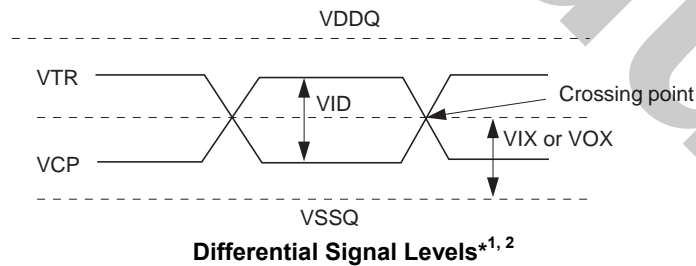 VDDQ
VTR
VID
Crossing point
VIX or VOX
VCP
VSSQ
Differential Signal Levels*1, 2